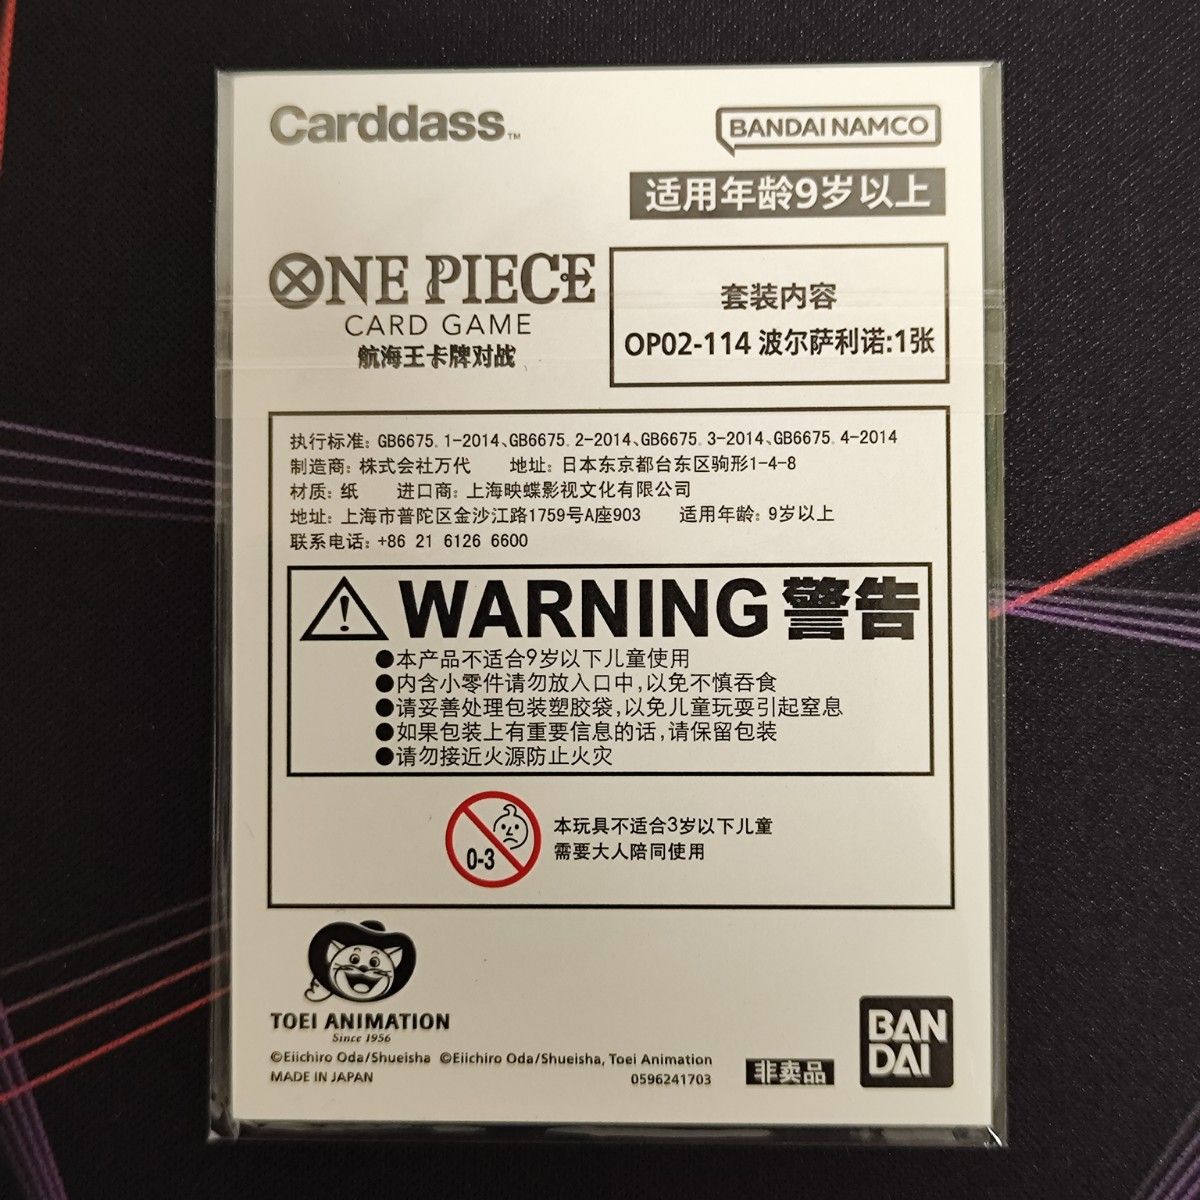 Carddass™
BANDAI NAMCO
适用年龄9岁以上
ONE PIECE
CARD GAME
航海王卡牌对战
套装内容
OP02-114 波尔萨利诺:1张
执行标准: GB6675.1-2014、GB6675.2-2014、GB6675.3-2014、GB6675.4-2014
制造商: 株式会社万代 地址: 日本东京都台东区驹形1-4-8
材质: 纸 进口商: 上海映蝶影视文化有限公司
地址: 上海市普陀区金沙江路1759号A座903 适用年龄: 9岁以上
联系电话: +86 21 6126 6600
WARNING 警告
●本产品不适合9岁以下儿童使用
●内含小零件请勿放入口中,以免不慎吞食
●请妥善处理包装塑胶袋,以免儿童玩耍引起窒息
●如果包装上有重要信息的话,请保留包装
●请勿接近火源防止火灾
0-3
本玩具不适合3岁以下儿童
需要大人陪同使用
TOEI ANIMATION
Since 1956
©Eiichiro Oda/Shueisha ©Eiichiro Oda/Shueisha, Toei Animation
MADE IN JAPAN
0596241703
非卖品
BAN
DAI